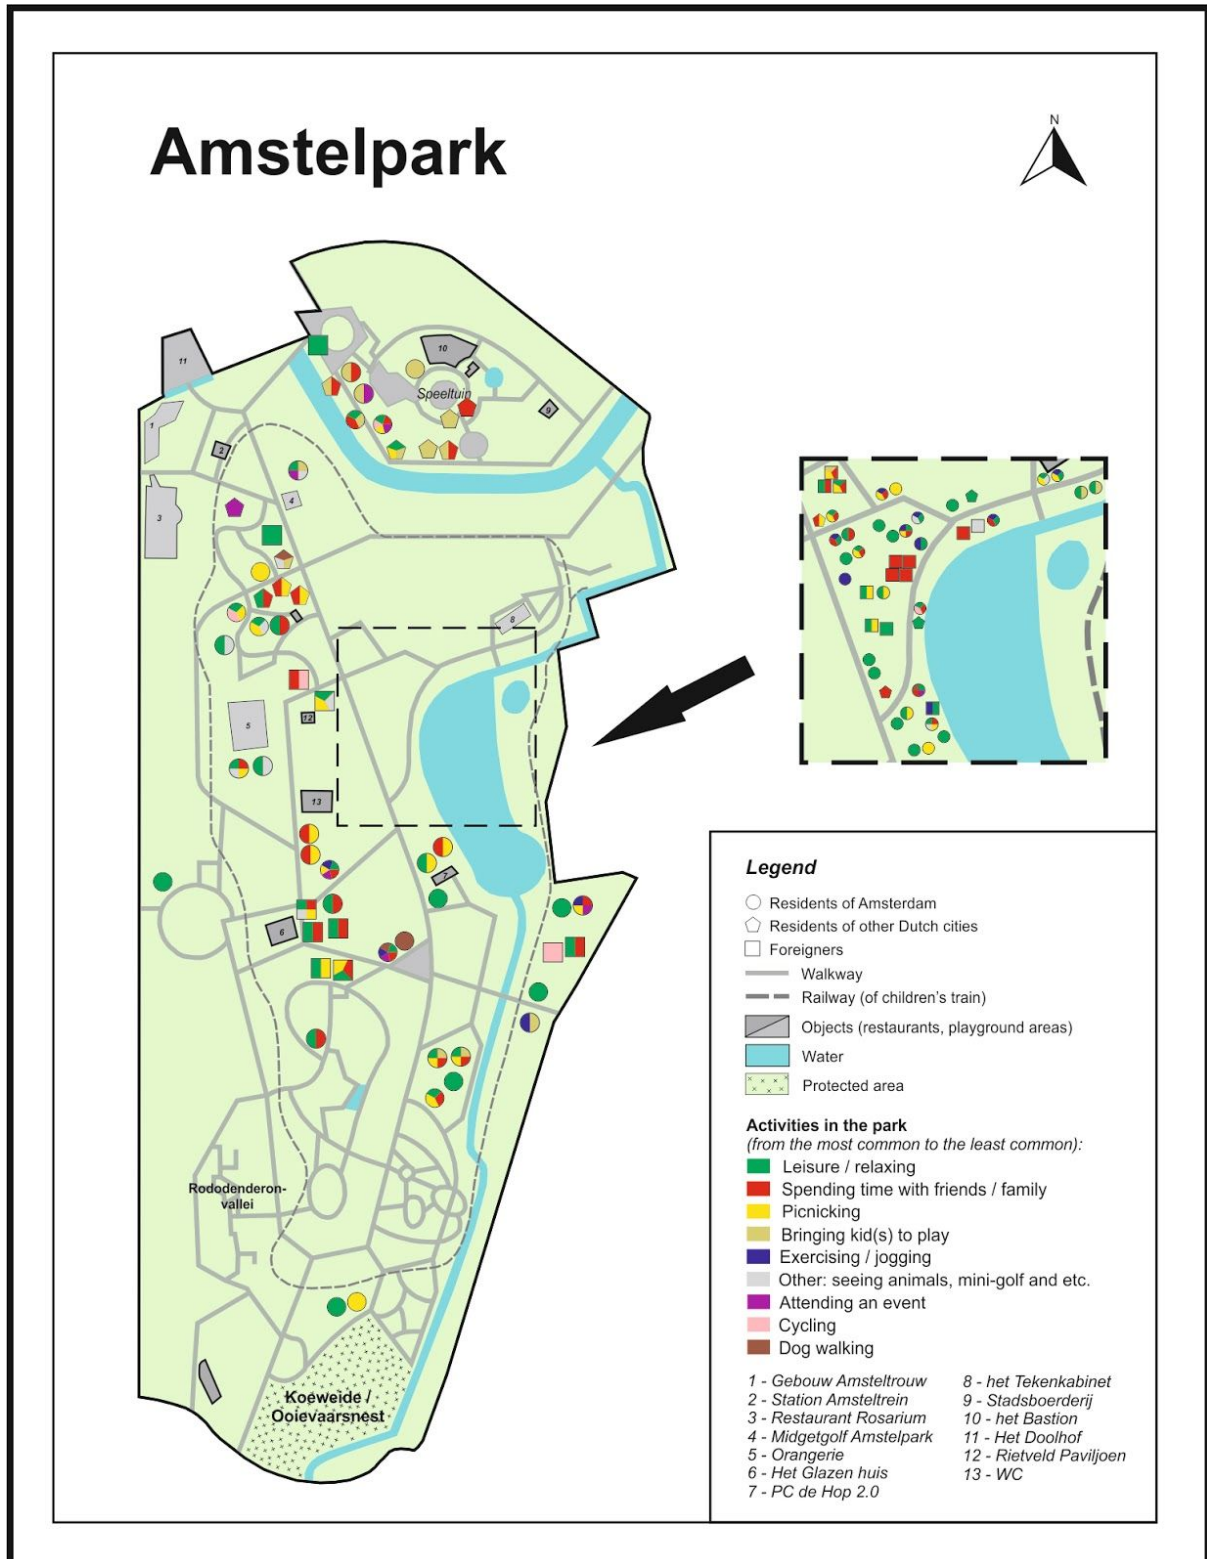 Amstelpark
N
11
10
Speeltuin
9
1
2
3
4
8
5
12
13
7
6
Rododenderon-
vallei
Koeweide /
Ooievaarsnest
Legend
Residents of Amsterdam
Residents of other Dutch cities
Foreigners
Walkway
Railway (of children's train)
Objects (restaurants, playground areas)
Water
Protected area
Activities in the park
(from the most common to the least common):
Leisure / relaxing
Spending time with friends / family
Picnicking
Bringing kid(s) to play
Exercising / jogging
Other: seeing animals, mini-golf and etc.
Attending an event
Cycling
Dog walking
1 - Gebouw Amsteltrouw
2 - Station Amsteltrein
3 - Restaurant Rosarium
4 - Midgetgolf Amstelpark
5 - Orangerie
6 - Het Glazen huis
7 - PC de Hop 2.0
8 - het Tekenkabinet
9 - Stadsboerderij
10 - het Bastion
11 - Het Doolhof
12 - Rietveld Paviljoen
13 - WC